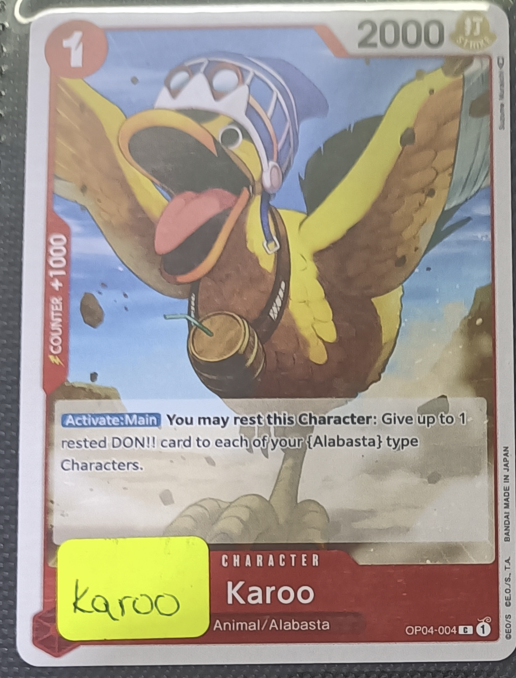 1
2000
打
STRIKE
COUNTER +1000
Activate:Main You may rest this Character: Give up to 1
rested DON!! card to each of your {Alabasta} type
Characters.
CHARACTER
Karoo
Animal/Alabasta
Karoo
OP04-004 C 1
©EO/S ©E.O./S., T.A. BANDAI MADE IN JAPAN